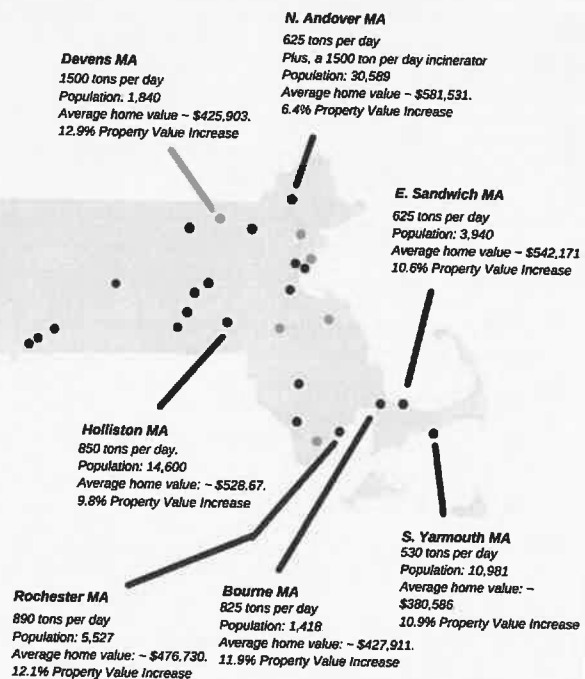 N. Andover MA
625 tons per day
Plus, a 1500 ton per day incinerator
Population: 30,589
Average home value ~ $581,531.
6.4% Property Value Increase
Devens MA
1500 tons per day
Population: 1,840
Average home value ~ $425,903.
12.9% Property Value Increase
E. Sandwich MA
625 tons per day
Population: 3,940
Average home value ~ $542,171
10.6% Property Value Increase
Holliston MA
850 tons per day.
Population: 14,600
Average home value: ~ $528.67.
9.8% Property Value Increase
S. Yarmouth MA
530 tons per day
Population: 10,981
Average home value: ~
$380,586
10.9% Property Value Increase
Rochester MA
890 tons per day
Population: 5,527
Average home value: ~ $476,730.
12.1% Property Value Increase
Bourne MA
825 tons per day
Population: 1,418
Average home value: ~ $427,911.
11.9% Property Value Increase